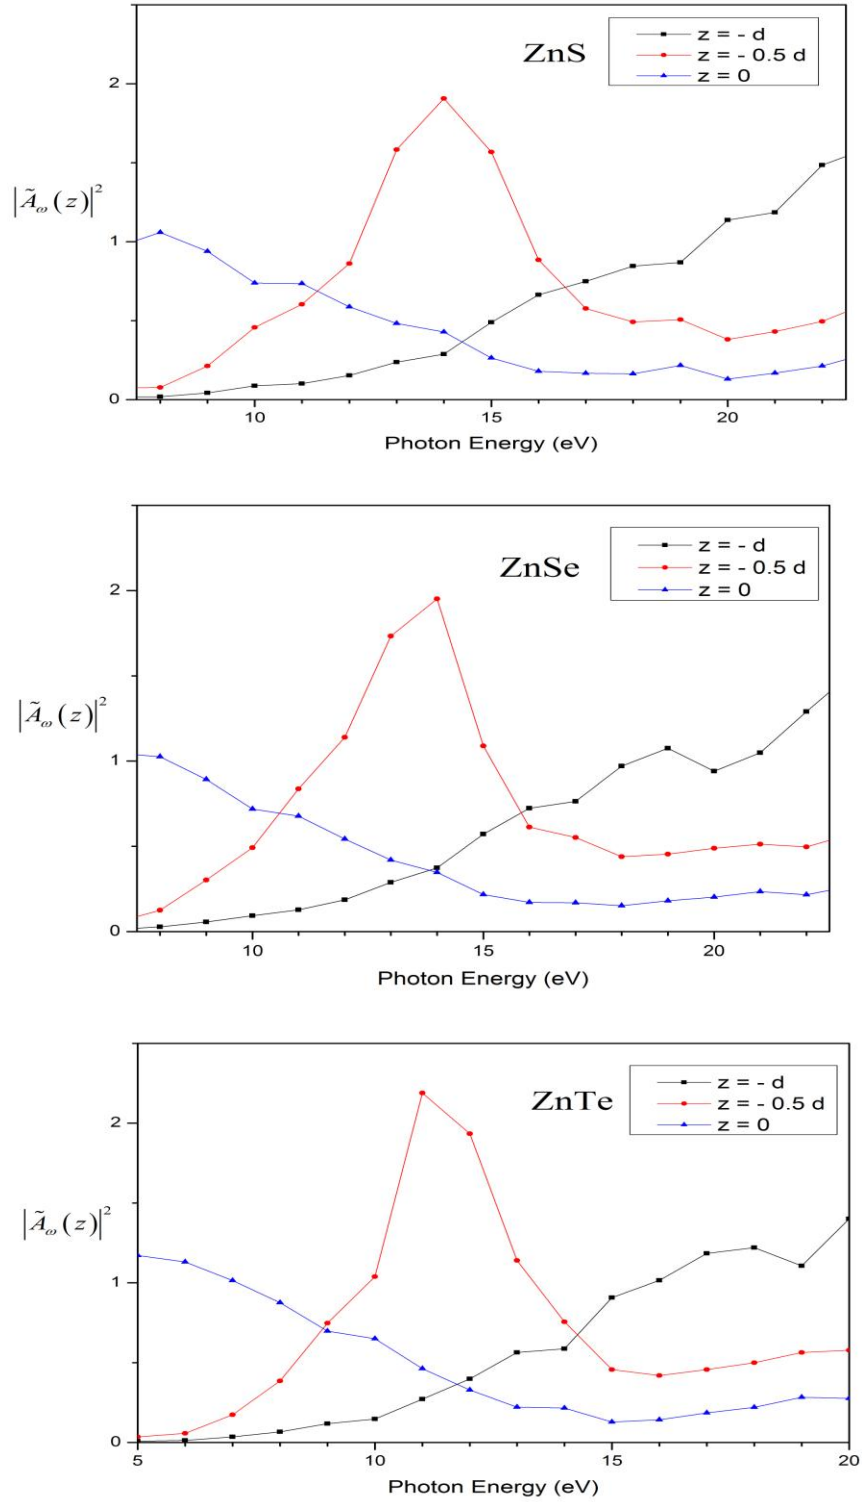 ZnS
z = - d
z = - 0.5 d
z = 0
2
1
0
|Ã_ω(z)|²
10 15 20
Photon Energy (eV)
ZnSe
z = - d
z = - 0.5 d
z = 0
2
1
0
|Ã_ω(z)|²
10 15 20
Photon Energy (eV)
ZnTe
z = - d
z = - 0.5 d
z = 0
2
1
0
|Ã_ω(z)|²
5 10 15 20
Photon Energy (eV)